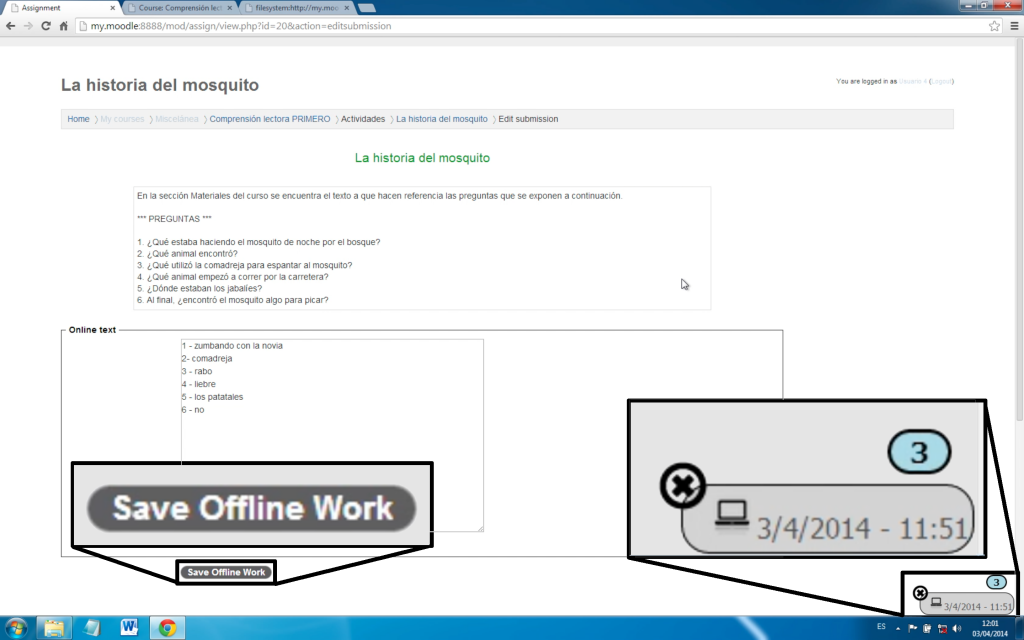 Assignment
Course: Comprensión lect
filesystem:http://my.moo
my.moodle:8888/mod/assign/view.php?id=20&action=editsubmission
La historia del mosquito
You are logged in as Usuario 4 (Logout)
Home > My courses > Miscelánea > Comprensión lectora PRIMERO > Actividades > La historia del mosquito > Edit submission
La historia del mosquito
En la sección Materiales del curso se encuentra el texto a que hacen referencia las preguntas que se exponen a continuación.
*** PREGUNTAS ***
1. ¿Qué estaba haciendo el mosquito de noche por el bosque?
2. ¿Qué animal encontró?
3. ¿Qué utilizó la comadreja para espantar al mosquito?
4. ¿Qué animal empezó a correr por la carretera?
5. ¿Dónde estaban los jabalíes?
6. Al final, ¿encontró el mosquito algo para picar?
Online text
1 - zumbando con la novia
2- comadreja
3 - rabo
4 - liebre
5 - los patatales
6 - no
3
Save Offline Work
3/4/2014 - 11:51
Save Offline Work
3
3/4/2014 - 11:51
ES
12:01
03/04/2014